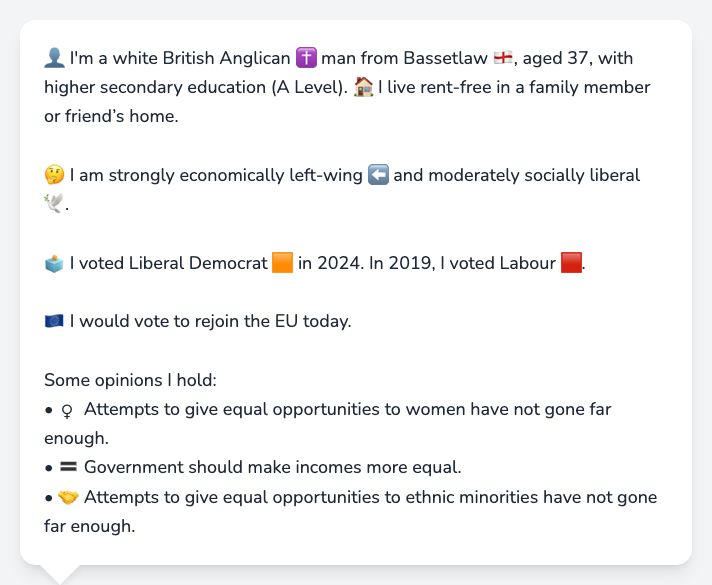 👤 I'm a white British Anglican ✝️ man from Bassetlaw 🏴󠁧󠁢󠁥󠁮󠁧󠁿, aged 37, with
higher secondary education (A Level). 🏠 I live rent-free in a family member
or friend’s home.
🤔 I am strongly economically left-wing ⬅️ and moderately socially liberal
🕊️.
🗳️ I voted Liberal Democrat 🟧 in 2024. In 2019, I voted Labour 🟥.
🇪🇺 I would vote to rejoin the EU today.
Some opinions I hold:
• ♀ Attempts to give equal opportunities to women have not gone far
enough.
• 🟰 Government should make incomes more equal.
• 🤝 Attempts to give equal opportunities to ethnic minorities have not gone
far enough.